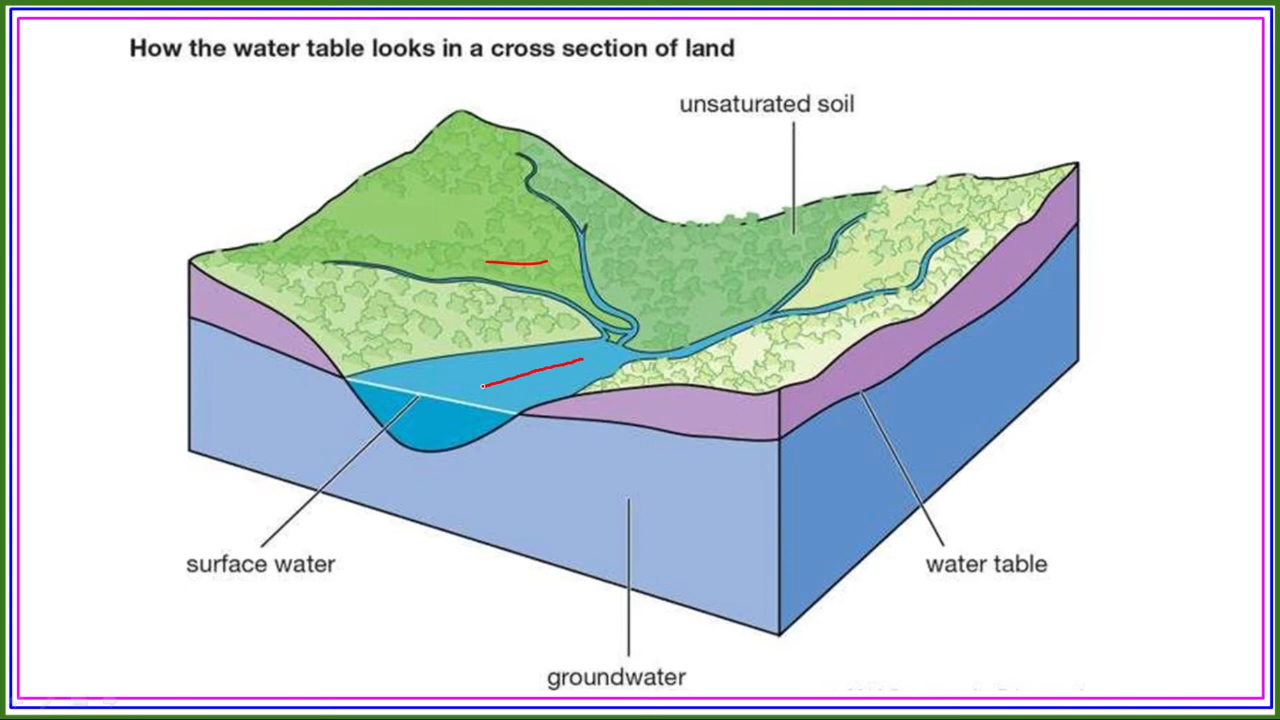 How the water table looks in a cross section of land
unsaturated soil
surface water
water table
groundwater